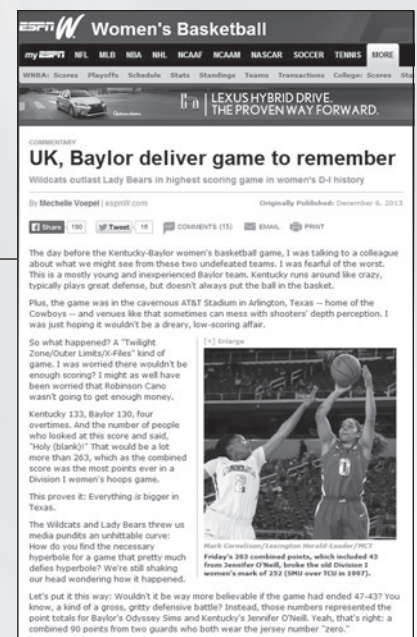 ESPN W Women's Basketball
my ESPN NFL MLB NBA NHL NCAAF NCAAM NASCAR SOCCER TENNIS MORE
WNBA: Scores Playoffs Schedule Stats Standings Teams Transactions College: Scores Sta
LEXUS HYBRID DRIVE.
THE PROVEN WAY FORWARD.
COMMENTARY
UK, Baylor deliver game to remember
Wildcats outlast Lady Bears in highest scoring game in women's D-I history
By Mechelle Voepel | espnW.com Originally Published: December 6, 2013
Share 190 Tweet 16 COMMENTS (15) EMAIL PRINT
The day before the Kentucky-Baylor women's basketball game, I was talking to a colleague
about what we might see from these two undefeated teams. I was fearful of the worst.
This is a mostly young and inexperienced Baylor team. Kentucky runs around like crazy,
typically plays great defense, but doesn't always put the ball in the basket.
Plus, the game was in the cavernous AT&T Stadium in Arlington, Texas -- home of the
Cowboys -- and venues like that sometimes can mess with shooters' depth perception. I
was just hoping it wouldn't be a dreary, low-scoring affair.
So what happened? A "Twilight
Zone/Outer Limits/X-Files" kind of
game. I was worried there wouldn't be
enough scoring? I might as well have
been worried that Robinson Cano
wasn't going to get enough money.
Kentucky 133, Baylor 130, four
overtimes. And the number of people
who looked at this score and said,
"Holy (blank)!" That would be a lot
more than 263, which as the combined
score was the most points ever in a
Division I women's hoops game.
This proves it: Everything is bigger in
Texas.
The Wildcats and Lady Bears threw us
media pundits an unhittable curve:
How do you find the necessary
hyperbole for a game that pretty much
defies hyperbole? We're still shaking
our head wondering how it happened.
[+] Enlarge
Mark Cornelison/Lexington Herald-Leader/MCT
Friday's 263 combined points, which included 43
from Jennifer O'Neill, broke the old Division I
women's mark of 252 (SMU over TCU in 1997).
Let's put it this way: Wouldn't it be way more believable if the game had ended 47-43? You
know, a kind of a gross, gritty defensive battle? Instead, those numbers represented the
point totals for Baylor's Odyssey Sims and Kentucky's Jennifer O'Neill. Yeah, that's right: a
combined 90 points from two guards who both wear the jersey number "zero."